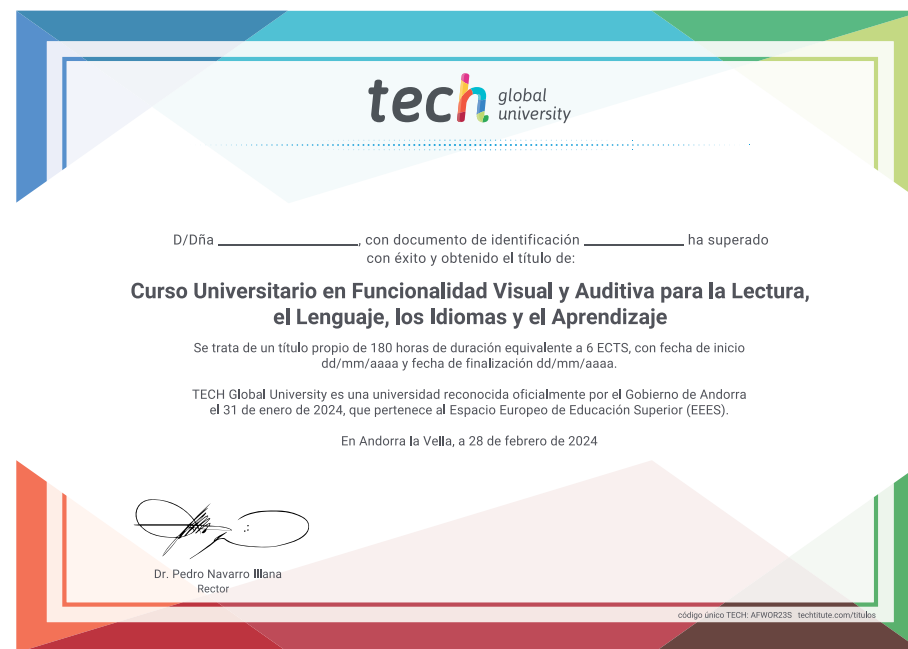 tech global
university
D/Dña ____________________, con documento de identificación ______________ ha superado
con éxito y obtenido el título de:
Curso Universitario en Funcionalidad Visual y Auditiva para la Lectura,
el Lenguaje, los Idiomas y el Aprendizaje
Se trata de un título propio de 180 horas de duración equivalente a 6 ECTS, con fecha de inicio
dd/mm/aaaa y fecha de finalización dd/mm/aaaa.
TECH Global University es una universidad reconocida oficialmente por el Gobierno de Andorra
el 31 de enero de 2024, que pertenece al Espacio Europeo de Educación Superior (EEES).
En Andorra la Vella, a 28 de febrero de 2024
Dr. Pedro Navarro Illana
Rector
código único TECH: AFWOR23S techtitute.com/titulos